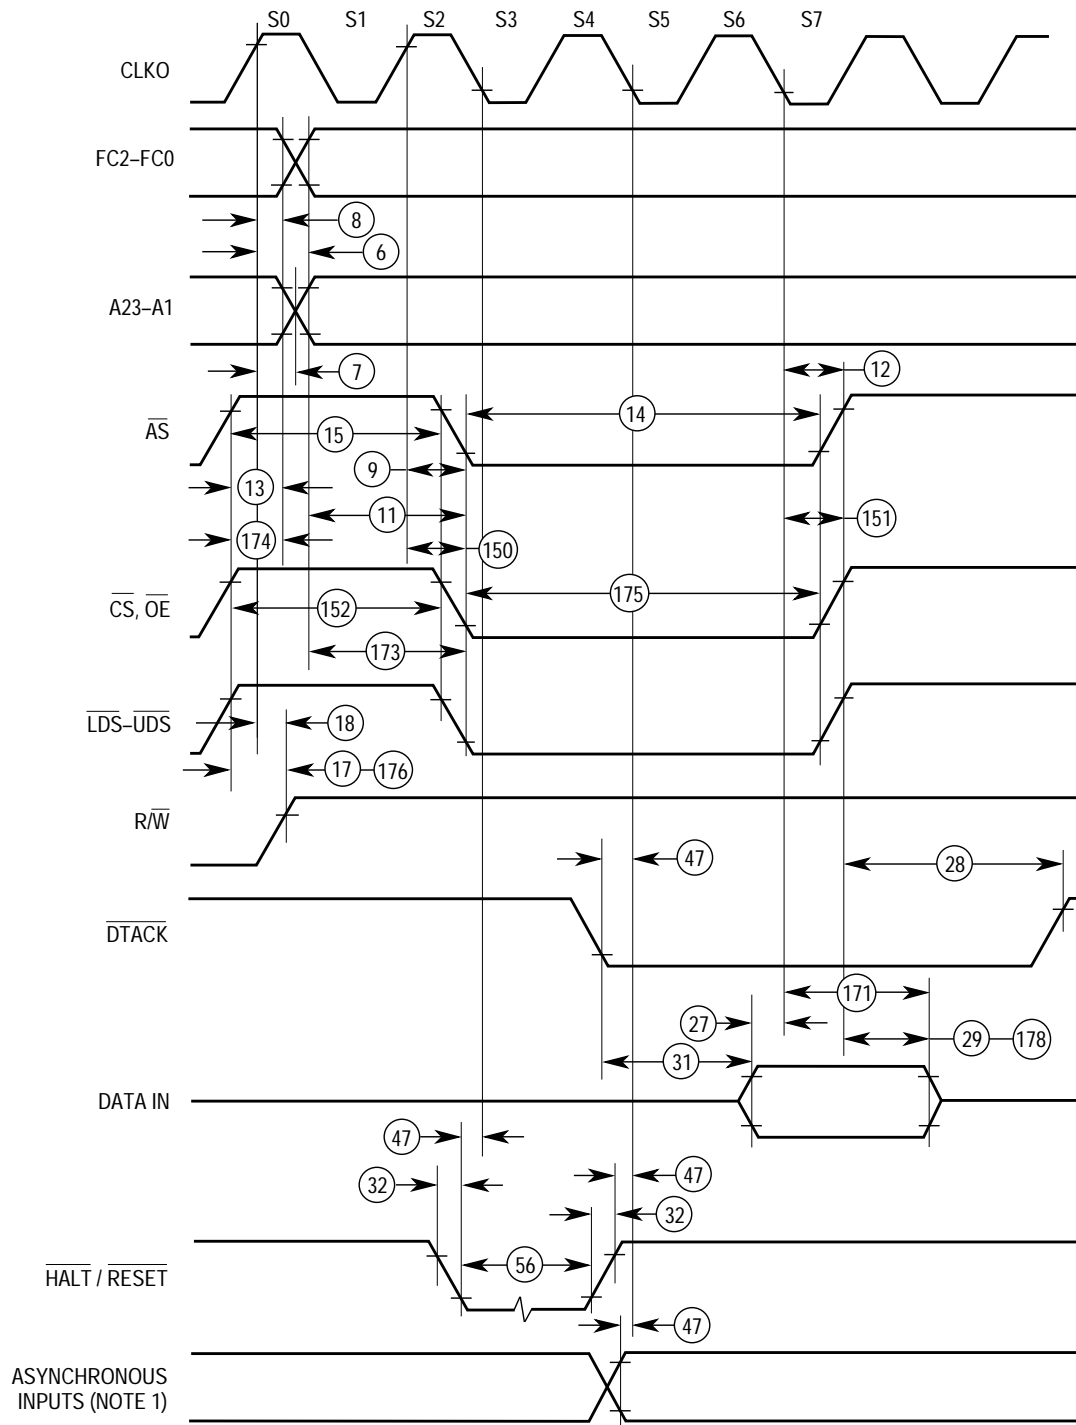 S0 S1 S2 S3 S4 S5 S6 S7
CLKO
FC2–FC0
8
6
A23–A1
7
12
AS
14
15
9
13
11
151
174
150
CS, OE
175
152
173
LDS–UDS
18
17 176
R/W
47
28
DTACK
171
27
29 178
31
DATA IN
47
47
32
32
HALT / RESET
56
47
ASYNCHRONOUS
INPUTS (NOTE 1)